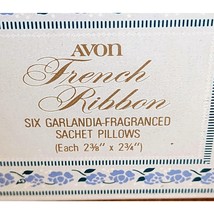 AVON
French
Ribbon
SIX GARLANDIA-FRAGRANCED
SACHET PILLOWS
(Each 2⅜" x 2¾")